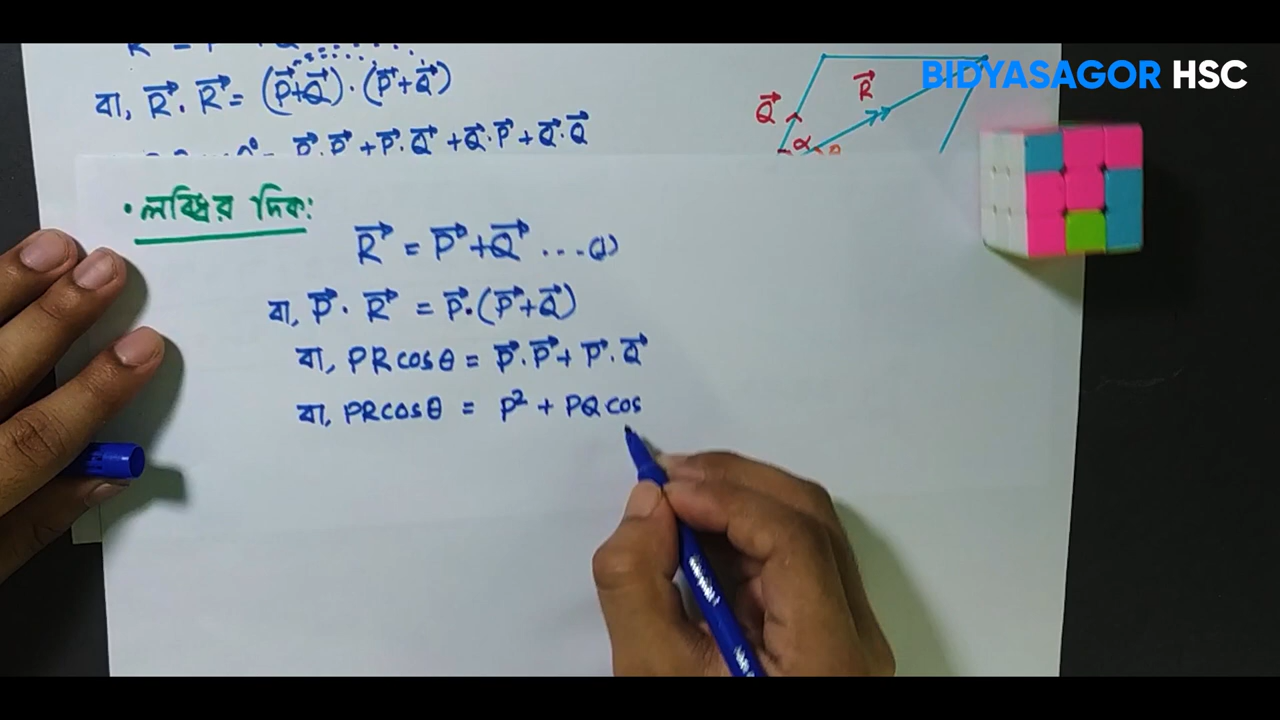 বা, R⃗. R⃗ = (P⃗+Q⃗).(P⃗+Q⃗)
P⃗.P⃗ + P⃗.Q⃗ + Q⃗.P⃗ + Q⃗.Q⃗
Q⃗
R⃗
α
BIDYASAGOR HSC
• লব্ধির দিক:
R⃗ = P⃗ + Q⃗ ...(1)
বা, P⃗ . R⃗ = P⃗.(P⃗+Q⃗)
বা, PR cosθ = P⃗.P⃗ + P⃗.Q⃗
বা, PR cosθ = P² + PQ cos